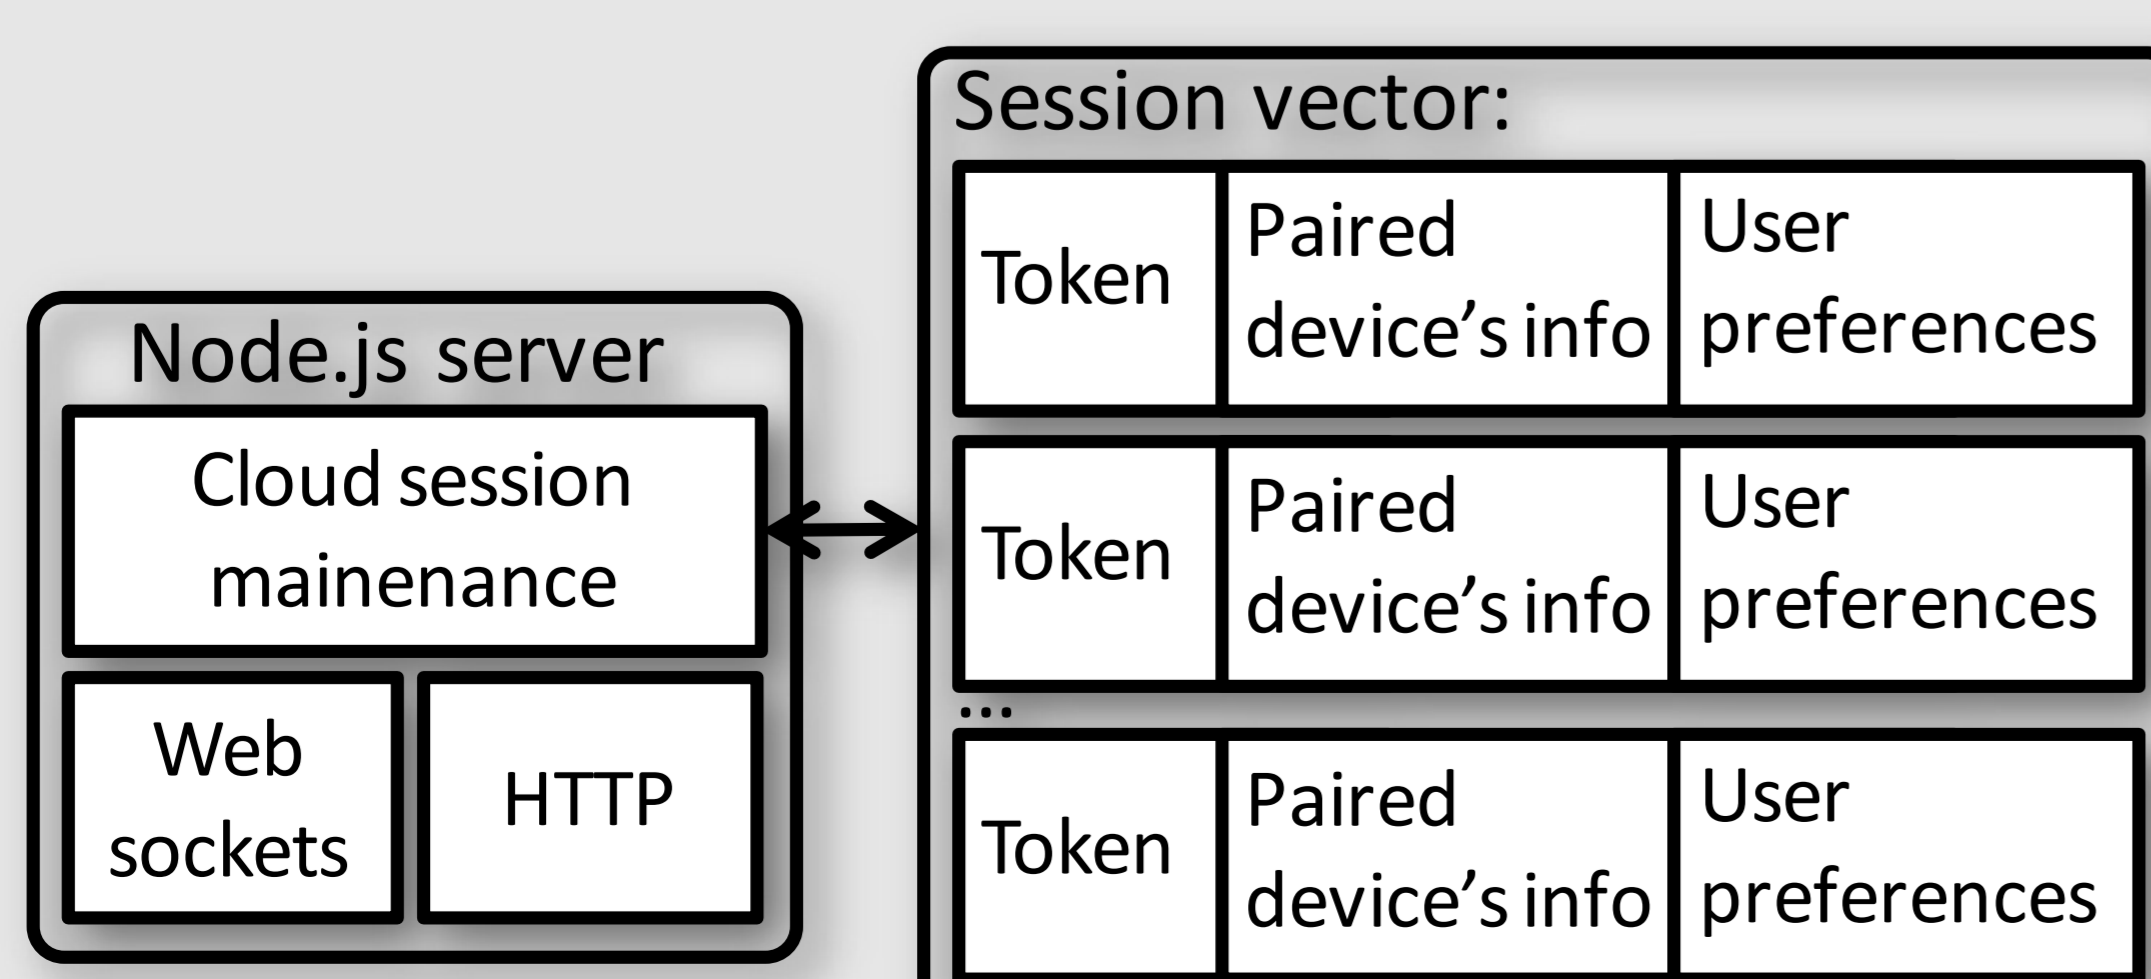 Session vector:
Token
Paired
device’s info
User
preferences
Node.js server
Cloud session
mainenance
Web
sockets
HTTP
Token
Paired
device’s info
User
preferences
...
Token
Paired
device’s info
User
preferences